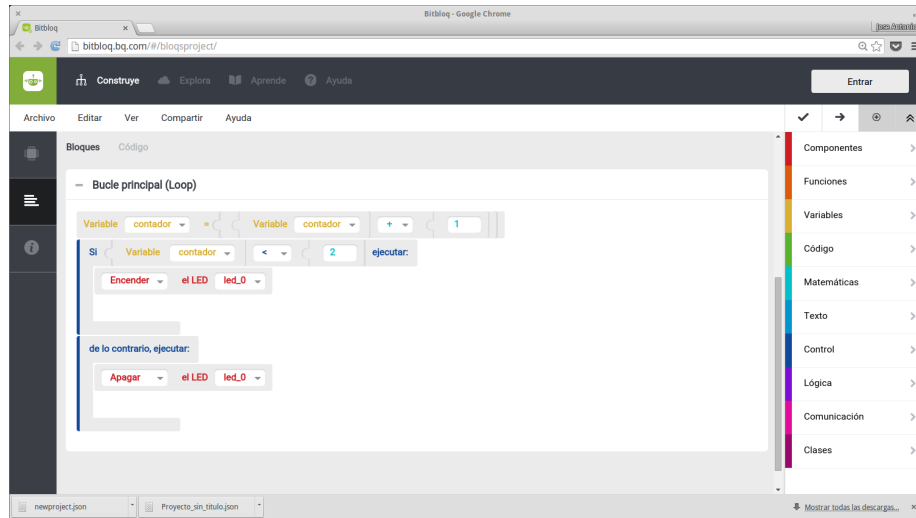 Bitbloq - Google Chrome
Bitbloq
Jose Antonio
bitbloq.bq.com/#/bloqsproject/
Construye Explora Aprende Ayuda
Entrar
Archivo Editar Ver Compartir Ayuda
Bloques Código
Bucle principal (Loop)
Variable contador = Variable contador + 1
Si Variable contador < 2 ejecutar:
Encender el LED led_0
de lo contrario, ejecutar:
Apagar el LED led_0
Componentes
Funciones
Variables
Código
Matemáticas
Texto
Control
Lógica
Comunicación
Clases
newproject.json
Proyecto_sin_titulo.json
Mostrar todas las descargas...